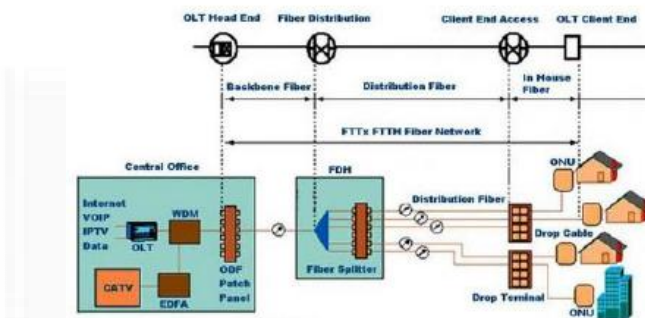 OLT Head End
Fiber Distribution
Client End Access
OLT Client End
Backbone Fiber
Distribution Fiber
In House
Fiber
FTTx FTTH Fiber Network
Central Office
FDH
ONU
Internet
VOIP
IPTV
Data
OLT
WDM
Distribution Fiber
Drop Cable
ODF
Patch
Panel
Fiber Splitter
CATV
EDFA
Drop Terninal
ONU